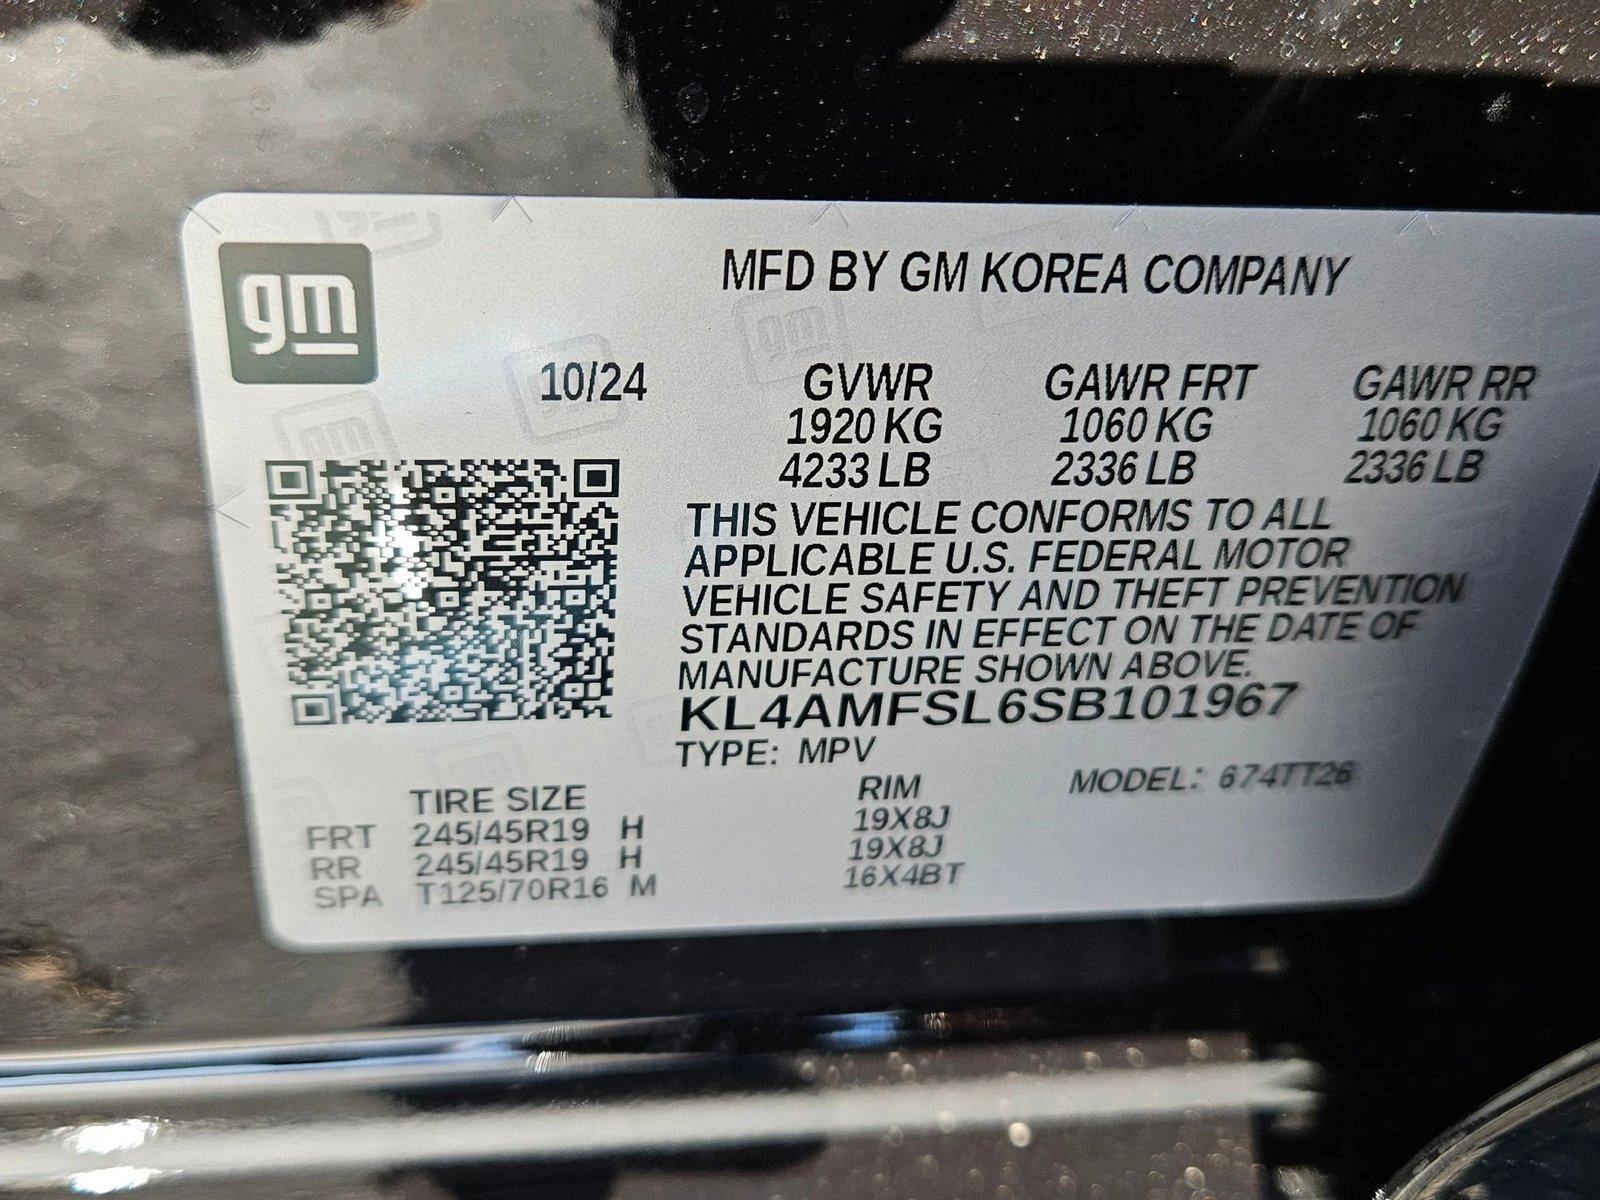 gm
MFD BY GM KOREA COMPANY
10/24 GVWR GAWR FRT GAWR RR
1920 KG 1060 KG 1060 KG
4233 LB 2336 LB 2336 LB
THIS VEHICLE CONFORMS TO ALL
APPLICABLE U.S. FEDERAL MOTOR
VEHICLE SAFETY AND THEFT PREVENTION
STANDARDS IN EFFECT ON THE DATE OF
MANUFACTURE SHOWN ABOVE.
KL4AMFSL6SB101967
TYPE: MPV
MODEL: 674TT26
TIRE SIZE RIM
FRT 245/45R19 H 19X8J
RR 245/45R19 H 19X8J
SPA T125/70R16 M 16X4BT